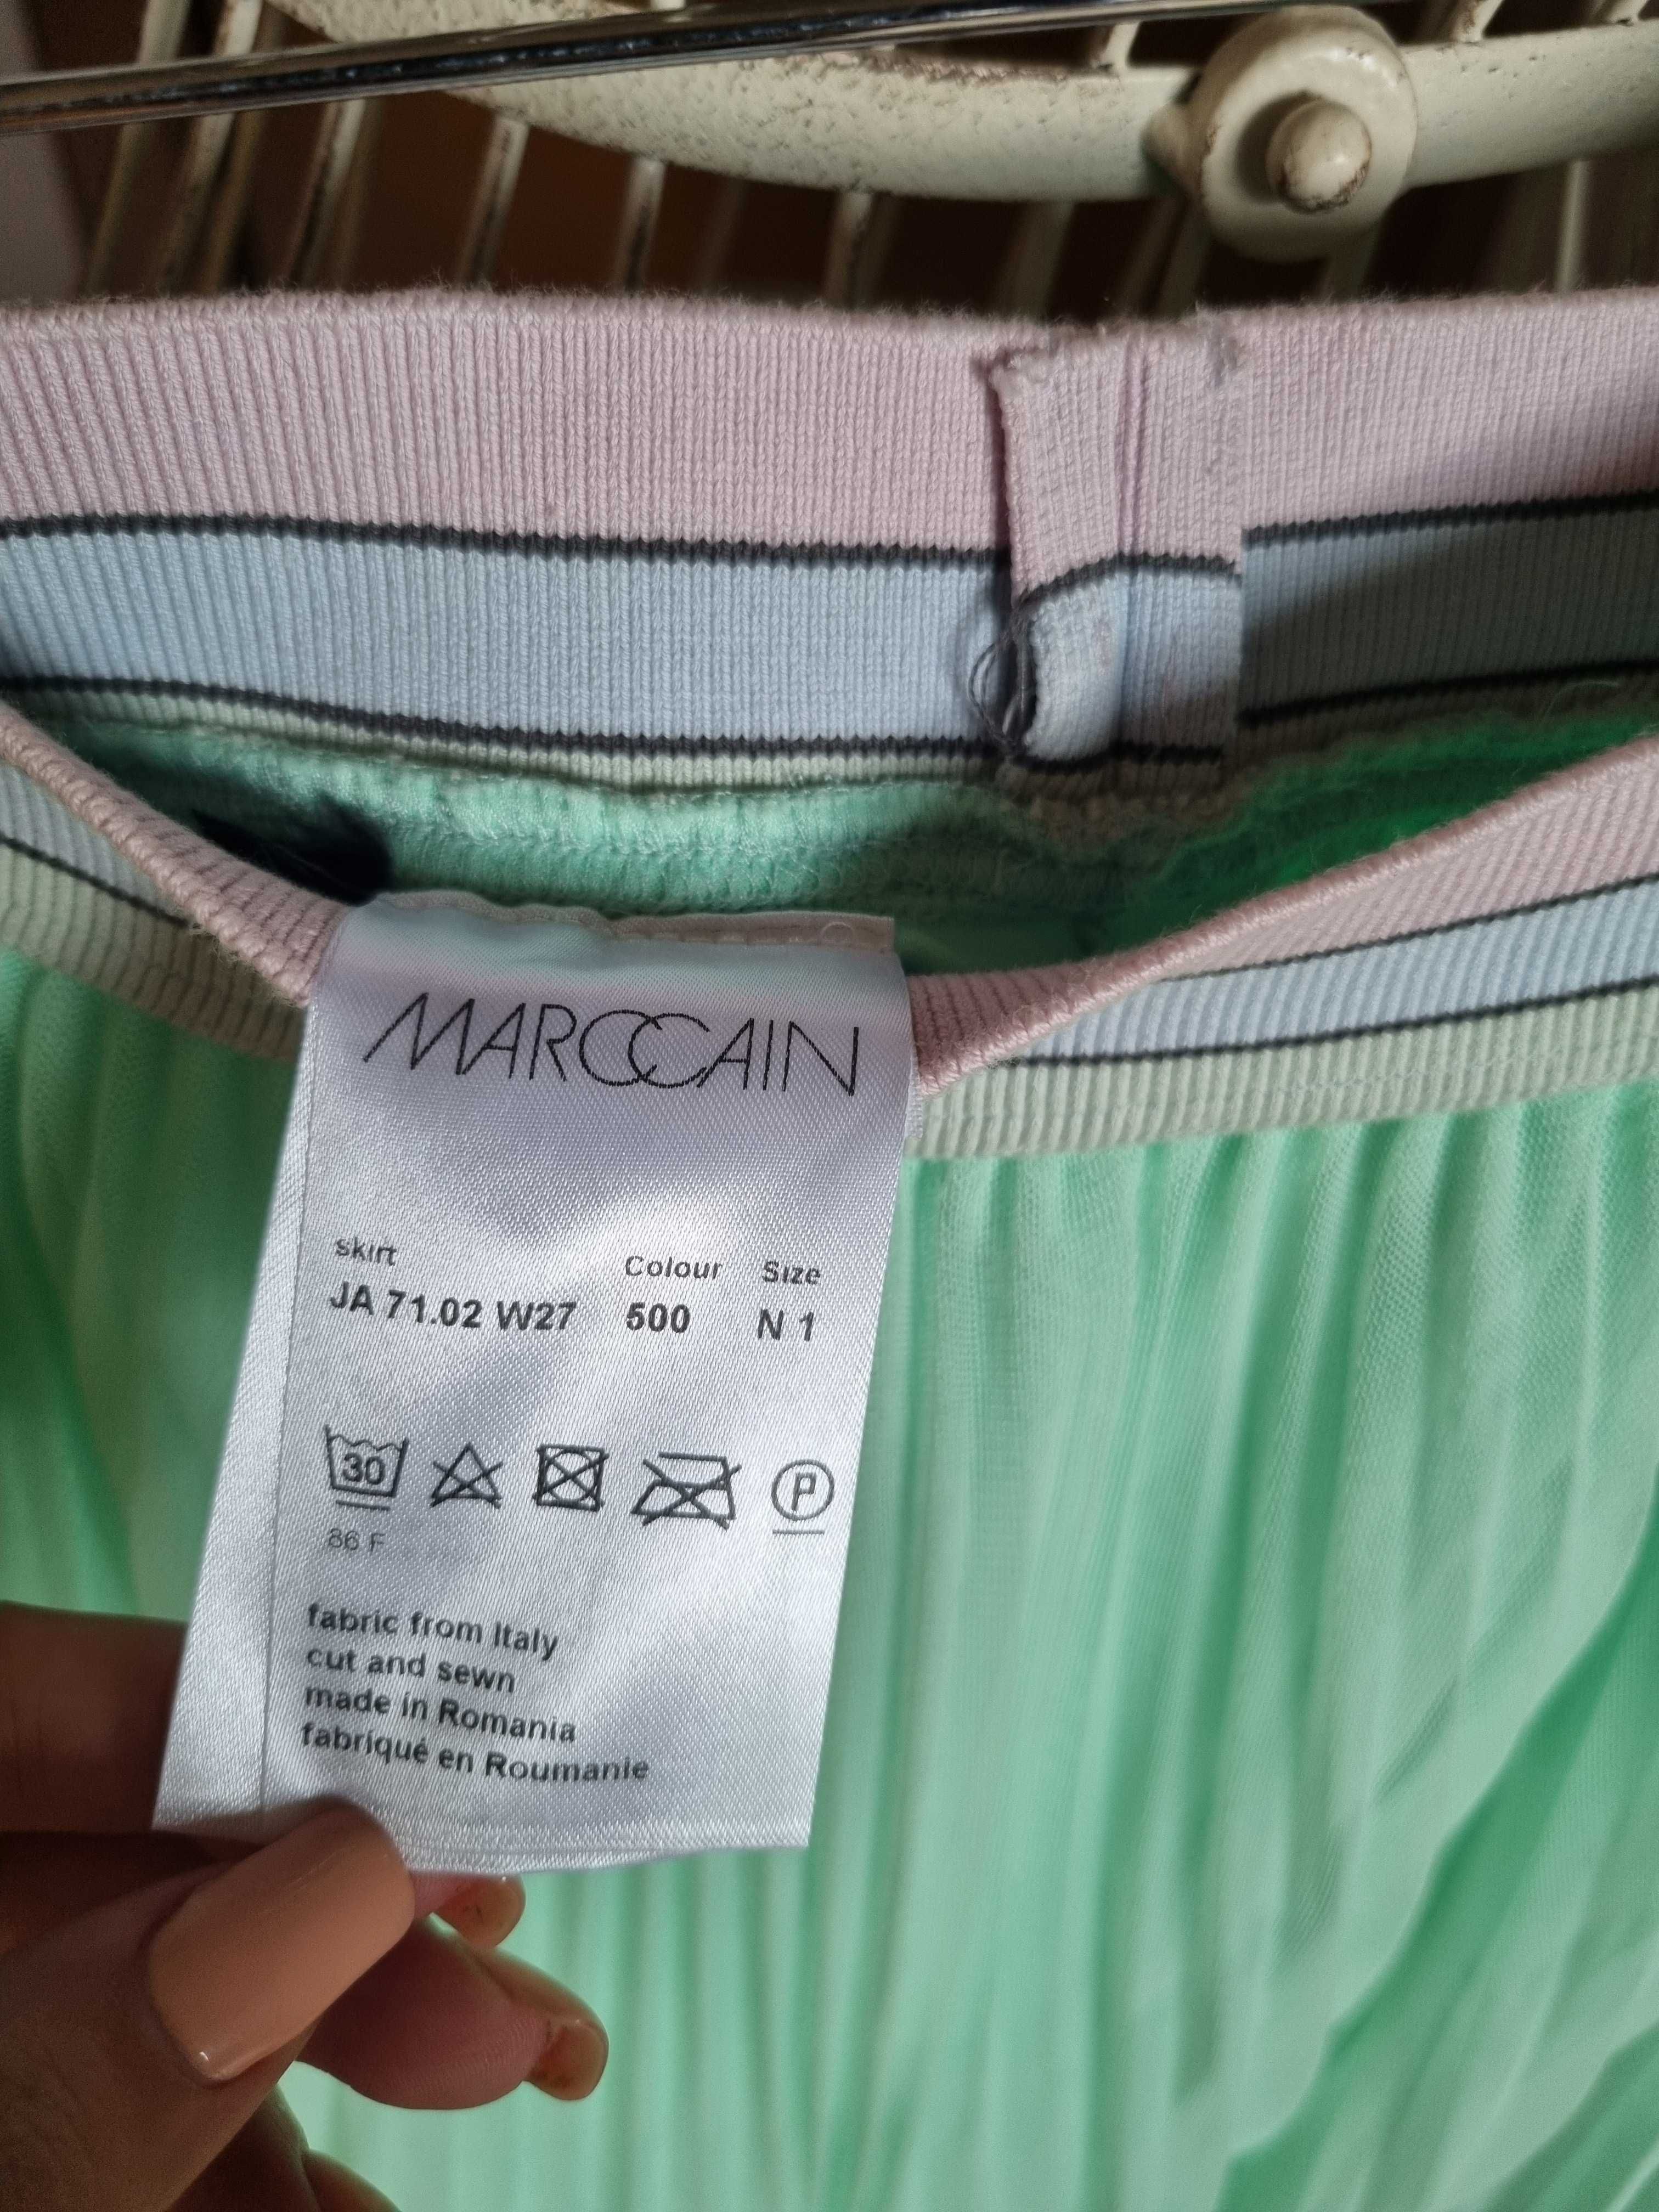 MARCCAIN
skirt Colour Size
JA 71.02 W27 500 N 1
30 P
86 F
fabric from Italy
cut and sewn
made in Romania
fabriqué en Roumanie